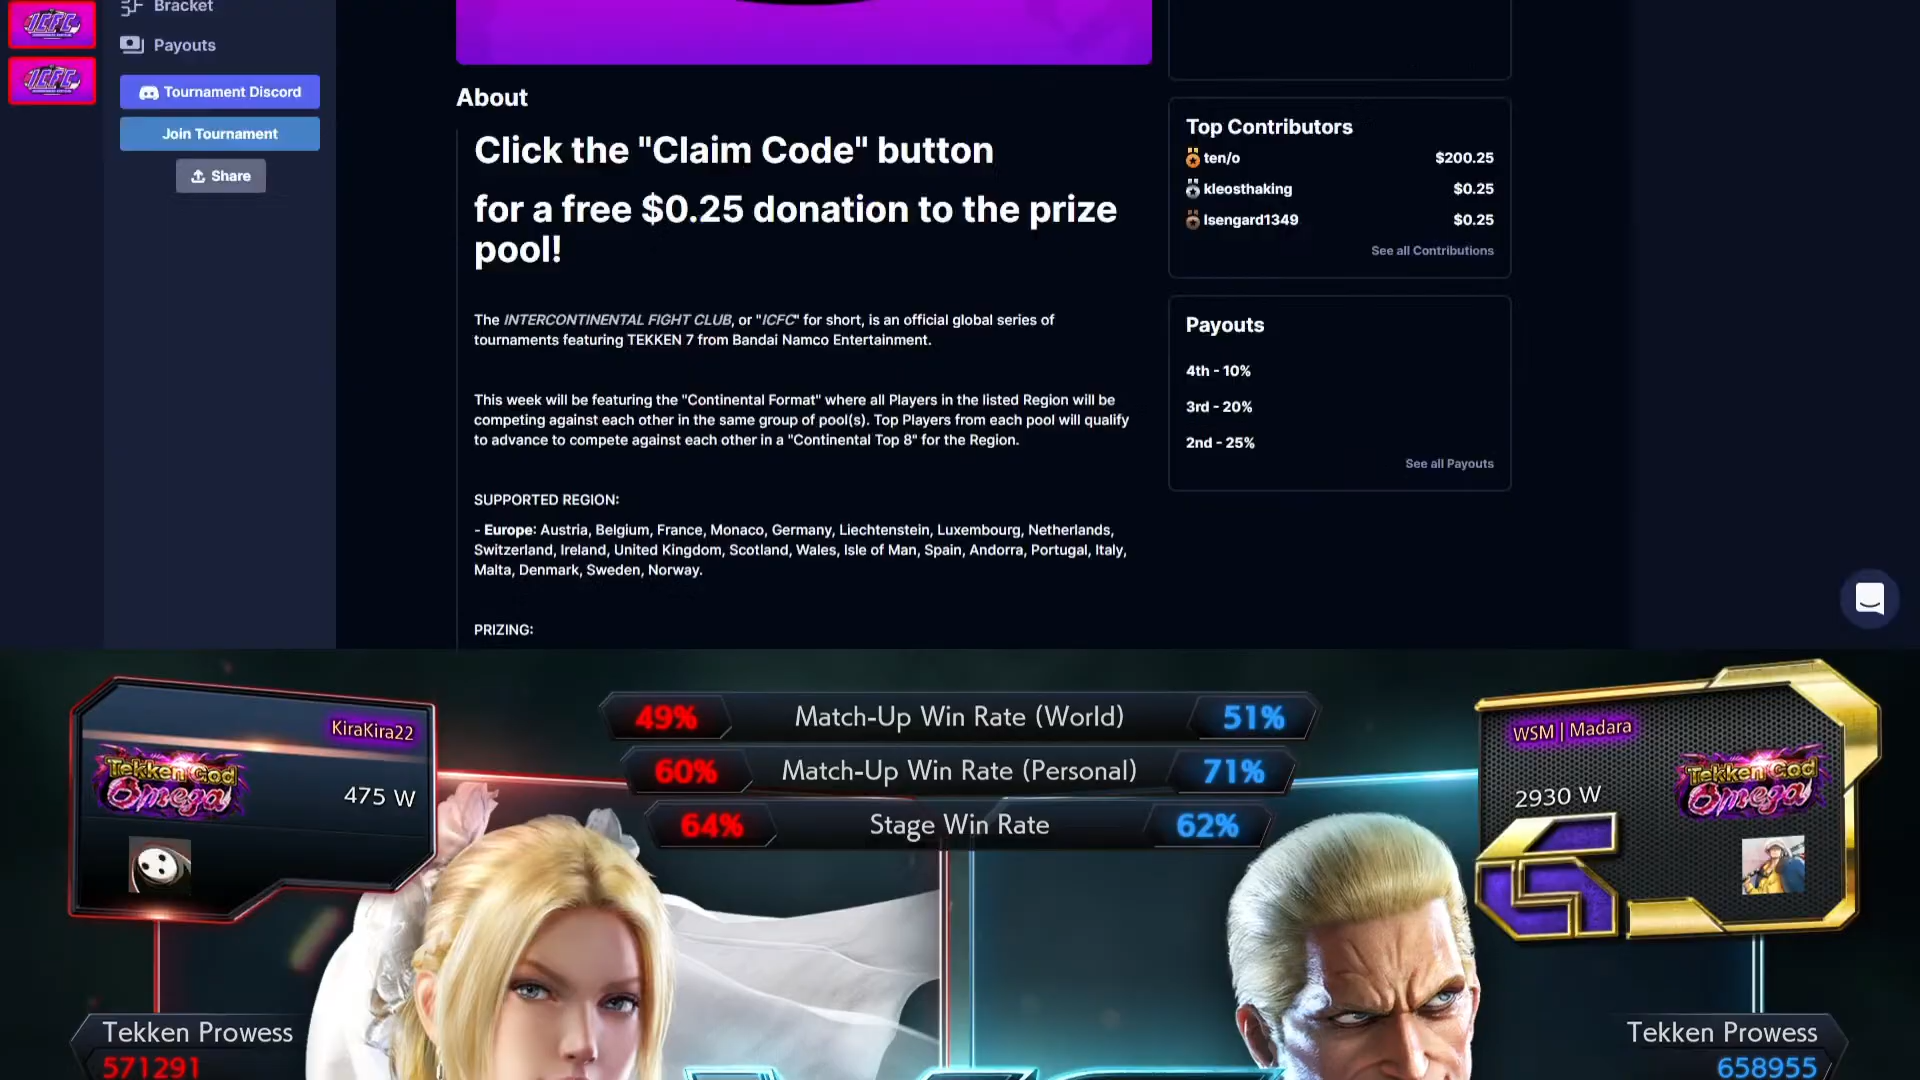 ICFC
ICFC
Bracket
Payouts
Tournament Discord
Join Tournament
Share
About
Click the "Claim Code" button
for a free $0.25 donation to the prize
pool!
The INTERCONTINENTAL FIGHT CLUB, or "ICFC" for short, is an official global series of
tournaments featuring TEKKEN 7 from Bandai Namco Entertainment.
This week will be featuring the "Continental Format" where all Players in the listed Region will be
competing against each other in the same group of pool(s). Top Players from each pool will qualify
to advance to compete against each other in a "Continental Top 8" for the Region.
SUPPORTED REGION:
- Europe: Austria, Belgium, France, Monaco, Germany, Liechtenstein, Luxembourg, Netherlands,
Switzerland, Ireland, United Kingdom, Scotland, Wales, Isle of Man, Spain, Andorra, Portugal, Italy,
Malta, Denmark, Sweden, Norway.
PRIZING:
Top Contributors
ten/o $200.25
kleosthaking $0.25
Isengard1349 $0.25
See all Contributions
Payouts
4th - 10%
3rd - 20%
2nd - 25%
See all Payouts
KiraKira22
Tekken God
Omega
475 W
Tekken Prowess
571291
49% Match-Up Win Rate (World) 51%
60% Match-Up Win Rate (Personal) 71%
64% Stage Win Rate 62%
WSM | Madara
Tekken God
Omega
2930 W
Tekken Prowess
658955